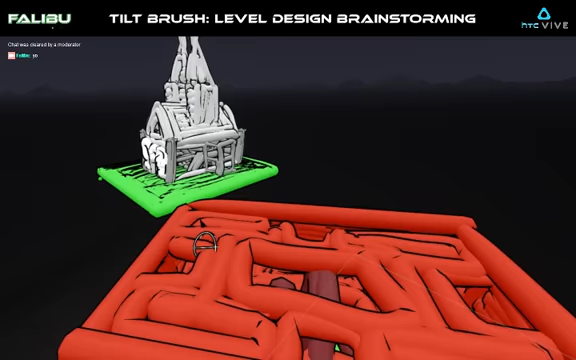 FALIBU
TILT BRUSH: LEVEL DESIGN BRAINSTORMING
hTC VIVE
Chat was cleared by a moderator
falibu: yo